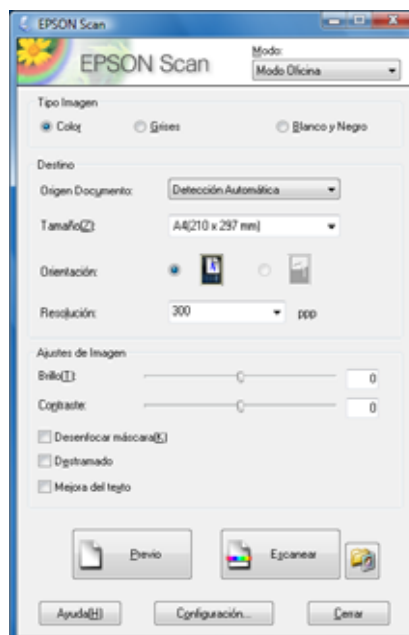 EPSON Scan
EPSON Scan
Modo:
Modo Oficina
Tipo Imagen
Color
Grises
Blanco y Negro
Destino
Origen Documento:
Detección Automática
Tamaño(Z):
A4(210 x 297 mm)
Orientación:
Resolución:
300
ppp
Ajustes de Imagen
Brillo(T):
0
Contraste:
0
Desenfocar máscara(K)
Destramado
Mejora del texto
Previo
Escanear
Ayuda(H)
Configuración...
Cerrar